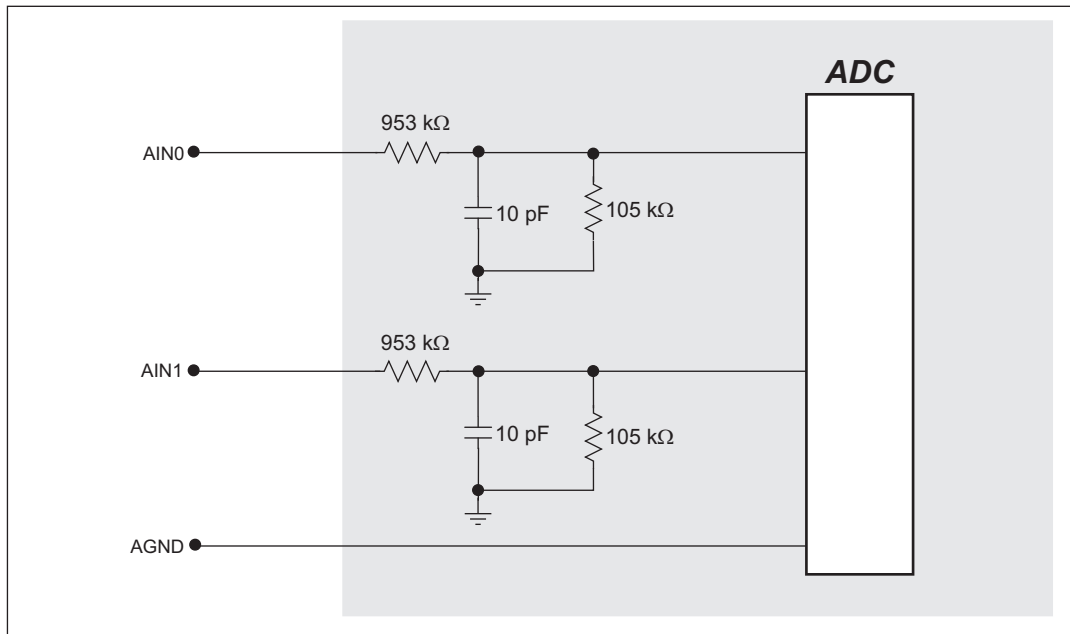 ADC
953 kΩ
AIN0
10 pF
105 kΩ
953 kΩ
AIN1
10 pF
105 kΩ
AGND